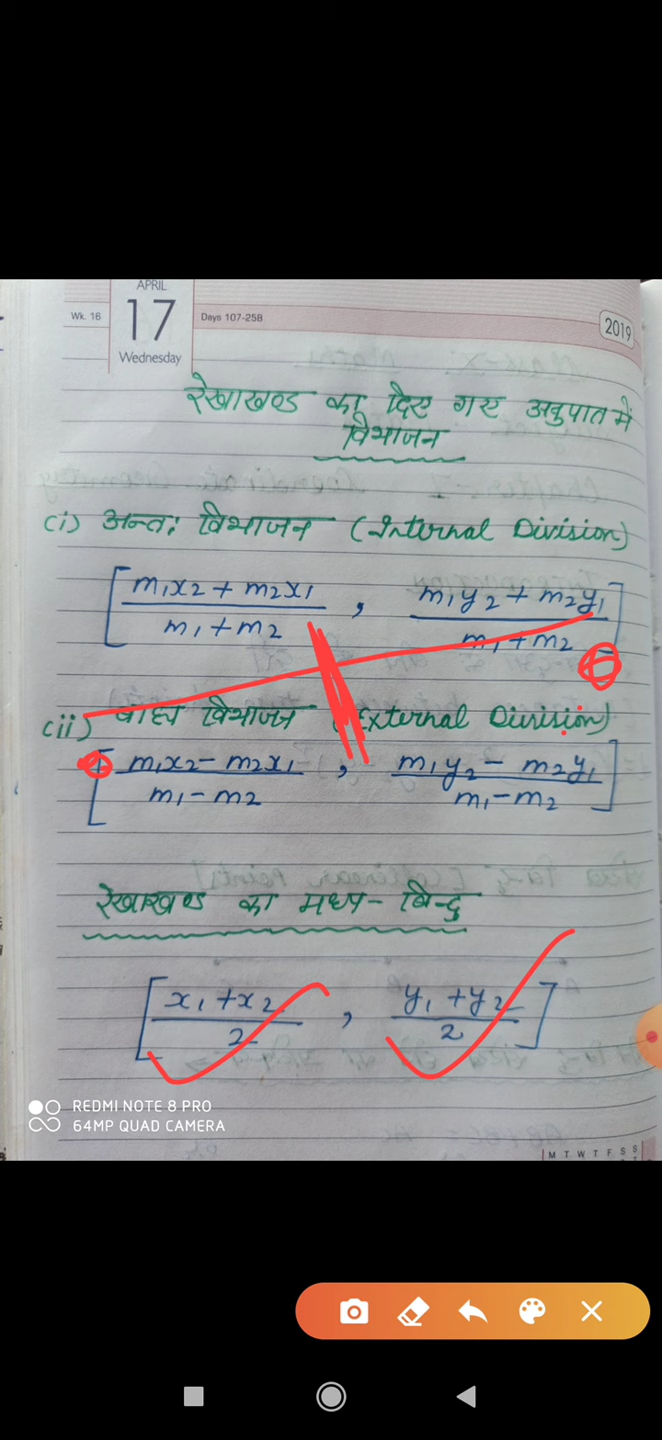 APRIL
17
Wednesday
Wk. 16
Days 107-258
2019
रेखाखण्ड का दिए गए अनुपात में
विभाजन
(i) अन्तः विभाजन (Internal Division)
[ m₁x₂ + m₂x₁ / m₁ + m₂ , m₁y₂ + m₂y₁ / m₁ + m₂ ]
(ii) बाह्य विभाजन (External Division)
[ m₁x₂ - m₂x₁ / m₁ - m₂ , m₁y₂ - m₂y₁ / m₁ - m₂ ]
रेखाखण्ड का मध्य-बिन्दु
[ x₁ + x₂ / 2 , y₁ + y₂ / 2 ]
REDMI NOTE 8 PRO
64MP QUAD CAMERA
M T W T F S S